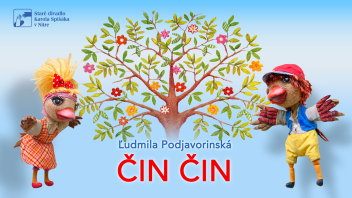 Staré divadlo
Karola Spišáka
v Nitre
Ľudmila Podjavorinská
ČIN ČIN